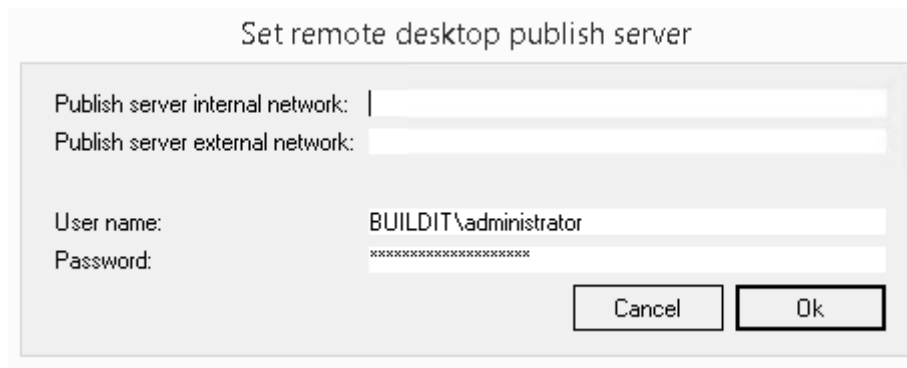 Set remote desktop publish server
Publish server internal network:
Publish server external network:
User name: BUILDIT\administrator
Password: ********************
Cancel Ok